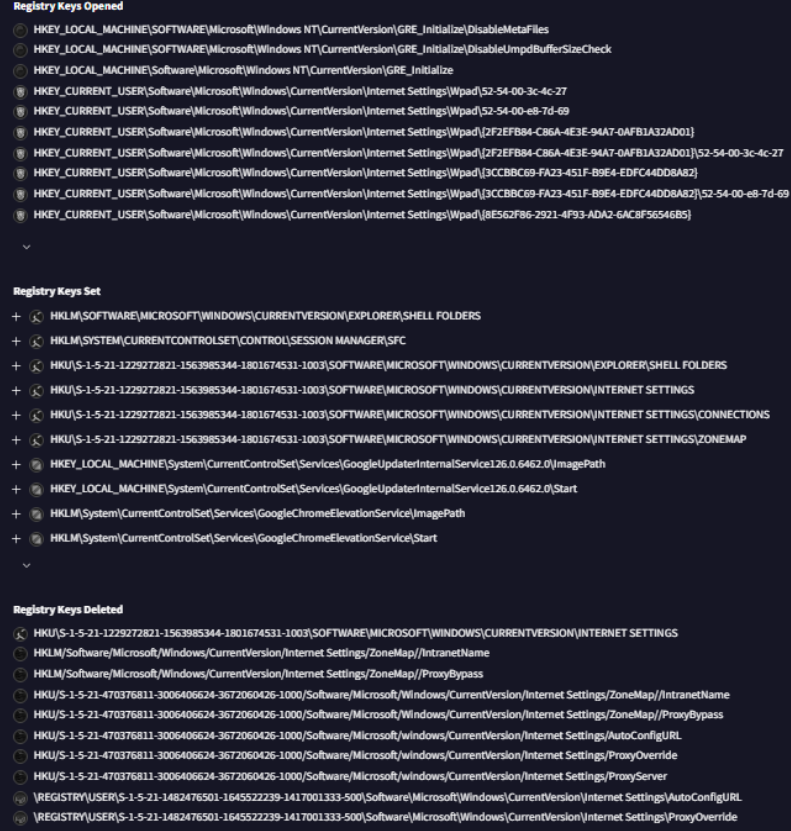 Registry Keys Opened
HKEY_LOCAL_MACHINE\SOFTWARE\Microsoft\Windows NT\CurrentVersion\GRE_Initialize\DisableMetaFiles
HKEY_LOCAL_MACHINE\SOFTWARE\Microsoft\Windows NT\CurrentVersion\GRE_Initialize\DisableUmpdBufferSizeCheck
HKEY_LOCAL_MACHINE\Software\Microsoft\Windows NT\CurrentVersion\GRE_Initialize
HKEY_CURRENT_USER\Software\Microsoft\Windows\CurrentVersion\Internet Settings\Wpad\52-54-00-3c-4c-27
HKEY_CURRENT_USER\Software\Microsoft\Windows\CurrentVersion\Internet Settings\Wpad\52-54-00-e8-7d-69
HKEY_CURRENT_USER\Software\Microsoft\Windows\CurrentVersion\Internet Settings\Wpad\{2F2EFB84-C86A-4E3E-94A7-0AFB1A32AD01}
HKEY_CURRENT_USER\Software\Microsoft\Windows\CurrentVersion\Internet Settings\Wpad\{2F2EFB84-C86A-4E3E-94A7-0AFB1A32AD01}\52-54-00-3c-4c-27
HKEY_CURRENT_USER\Software\Microsoft\Windows\CurrentVersion\Internet Settings\Wpad\{3CCBBC69-FA23-451F-B9E4-EDFC44DD8A82}
HKEY_CURRENT_USER\Software\Microsoft\Windows\CurrentVersion\Internet Settings\Wpad\{3CCBBC69-FA23-451F-B9E4-EDFC44DD8A82}\52-54-00-e8-7d-69
HKEY_CURRENT_USER\Software\Microsoft\Windows\CurrentVersion\Internet Settings\Wpad\{8E562F86-2921-4F93-ADA2-6AC8F56546B5}
Registry Keys Set
+ HKLM\SOFTWARE\MICROSOFT\WINDOWS\CURRENTVERSION\EXPLORER\SHELL FOLDERS
+ HKLM\SYSTEM\CURRENTCONTROLSET\CONTROL\SESSION MANAGER\SFC
+ HKU\S-1-5-21-1229272821-1563985344-1801674531-1003\SOFTWARE\MICROSOFT\WINDOWS\CURRENTVERSION\EXPLORER\SHELL FOLDERS
+ HKU\S-1-5-21-1229272821-1563985344-1801674531-1003\SOFTWARE\MICROSOFT\WINDOWS\CURRENTVERSION\INTERNET SETTINGS
+ HKU\S-1-5-21-1229272821-1563985344-1801674531-1003\SOFTWARE\MICROSOFT\WINDOWS\CURRENTVERSION\INTERNET SETTINGS\CONNECTIONS
+ HKU\S-1-5-21-1229272821-1563985344-1801674531-1003\SOFTWARE\MICROSOFT\WINDOWS\CURRENTVERSION\INTERNET SETTINGS\ZONEMAP
+ HKEY_LOCAL_MACHINE\System\CurrentControlSet\Services\GoogleUpdaterInternalService126.0.6462.0\ImagePath
+ HKEY_LOCAL_MACHINE\System\CurrentControlSet\Services\GoogleUpdaterInternalService126.0.6462.0\Start
+ HKLM\System\CurrentControlSet\Services\GoogleChromeElevationService\ImagePath
+ HKLM\System\CurrentControlSet\Services\GoogleChromeElevationService\Start
Registry Keys Deleted
HKU\S-1-5-21-1229272821-1563985344-1801674531-1003\SOFTWARE\MICROSOFT\WINDOWS\CURRENTVERSION\INTERNET SETTINGS
HKLM/Software/Microsoft/Windows/CurrentVersion/Internet Settings/ZoneMap//IntranetName
HKLM/Software/Microsoft/Windows/CurrentVersion/Internet Settings/ZoneMap//ProxyBypass
HKU/S-1-5-21-470376811-3006406624-3672060426-1000/Software/Microsoft/Windows/CurrentVersion/Internet Settings/ZoneMap//IntranetName
HKU/S-1-5-21-470376811-3006406624-3672060426-1000/Software/Microsoft/Windows/CurrentVersion/Internet Settings/ZoneMap//ProxyBypass
HKU/S-1-5-21-470376811-3006406624-3672060426-1000/Software/Microsoft/Windows/CurrentVersion/Internet Settings/AutoConfigURL
HKU/S-1-5-21-470376811-3006406624-3672060426-1000/Software/Microsoft/windows/CurrentVersion/Internet Settings/ProxyOverride
HKU/S-1-5-21-470376811-3006406624-3672060426-1000/Software/Microsoft/windows/CurrentVersion/Internet Settings/ProxyServer
\REGISTRY\USER\S-1-5-21-1482476501-1645522239-1417001333-500\Software\Microsoft\Windows\CurrentVersion\Internet Settings\AutoConfigURL
\REGISTRY\USER\S-1-5-21-1482476501-1645522239-1417001333-500\Software\Microsoft\Windows\CurrentVersion\Internet Settings\ProxyOverride